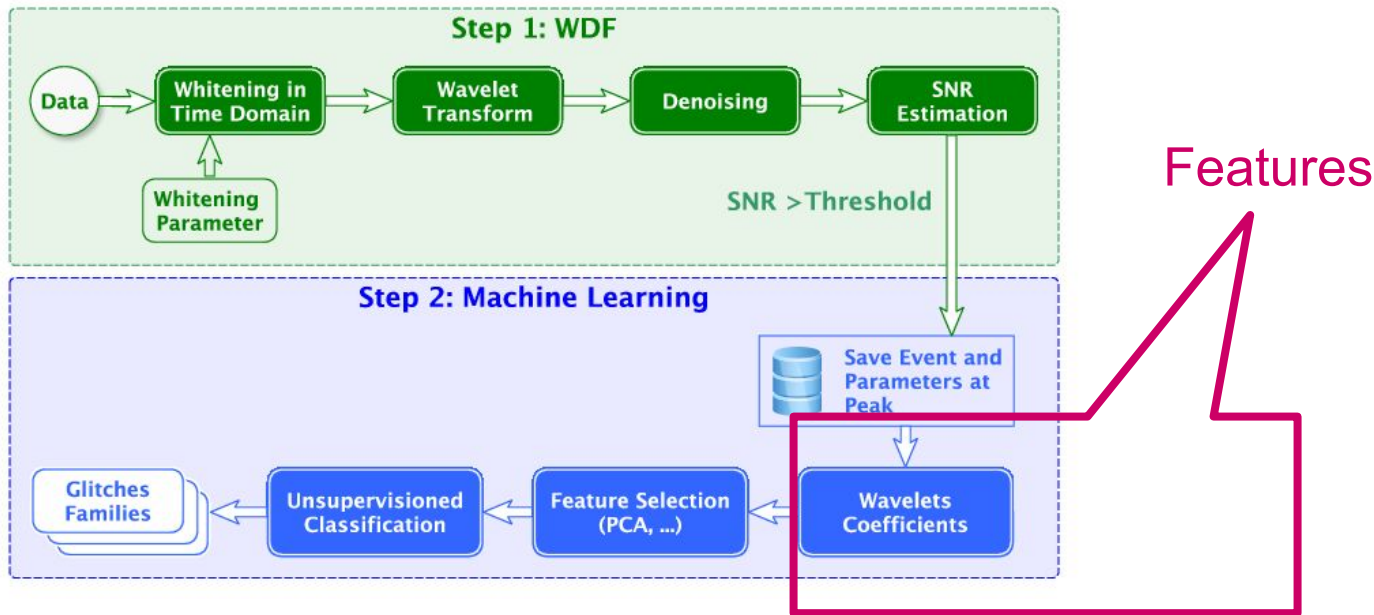 Step 1: WDF
Data
Whitening in
Time Domain
Wavelet
Transform
Denoising
SNR
Estimation
Whitening
Parameter
SNR >Threshold
Features
Step 2: Machine Learning
Save Event and
Parameters at
Peak
Glitches
Families
Unsupervisioned
Classification
Feature Selection
(PCA, ...)
Wavelets
Coefficients